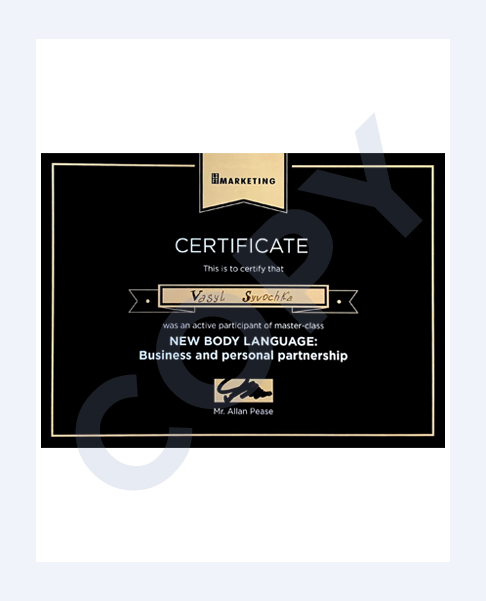 MARKETING
CERTIFICATE
This is to certify that
Vasyl Syvochka
was an active participant of master-class
NEW BODY LANGUAGE:
Business and personal partnership
Mr. Allan Pease
COPY